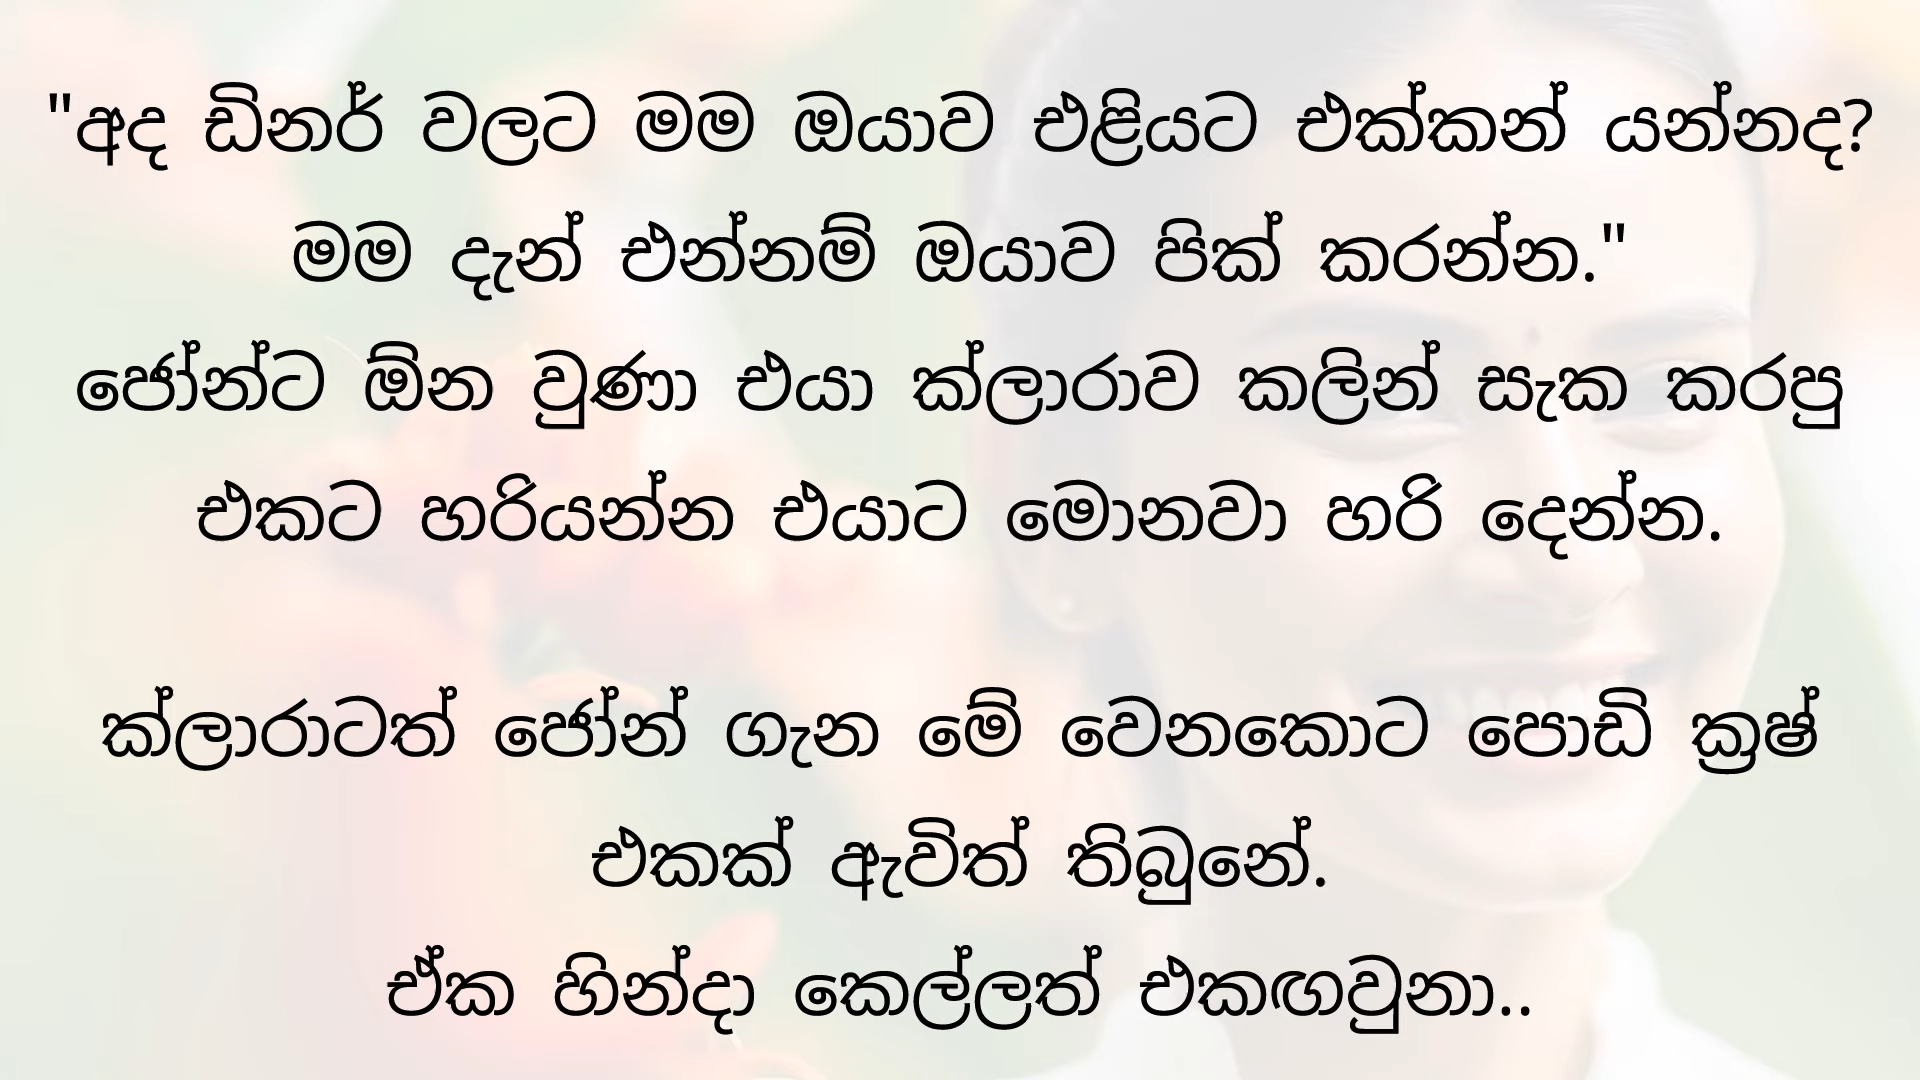 "අද ඩිනර් වලට මම ඔයාව එළියට එක්කන් යන්නද?
මම දැන් එන්නම් ඔයාව පික් කරන්න."
ජෝන්ට ඕන වුණා එයා ක්ලාරාව කලින් සැක කරපු
එකට හරියන්න එයාට මොනවා හරි දෙන්න.
ක්ලාරාටත් ජෝන් ගැන මේ වෙනකොට පොඩි ක්‍රෂ්
එකක් ඇවිත් තිබුනේ.
ඒක හින්දා කෙල්ලත් එකඟවුනා..